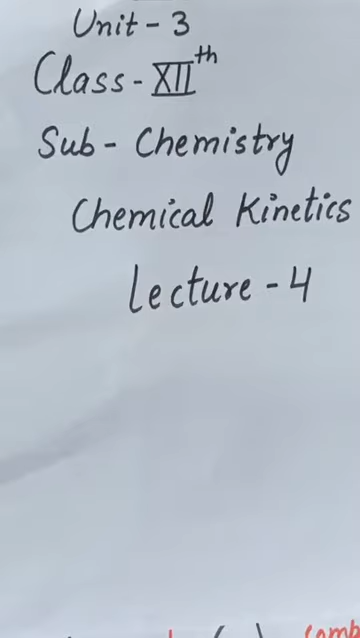 Unit - 3
Class - XIIth
Sub - Chemistry
Chemical Kinetics
Lecture - 4